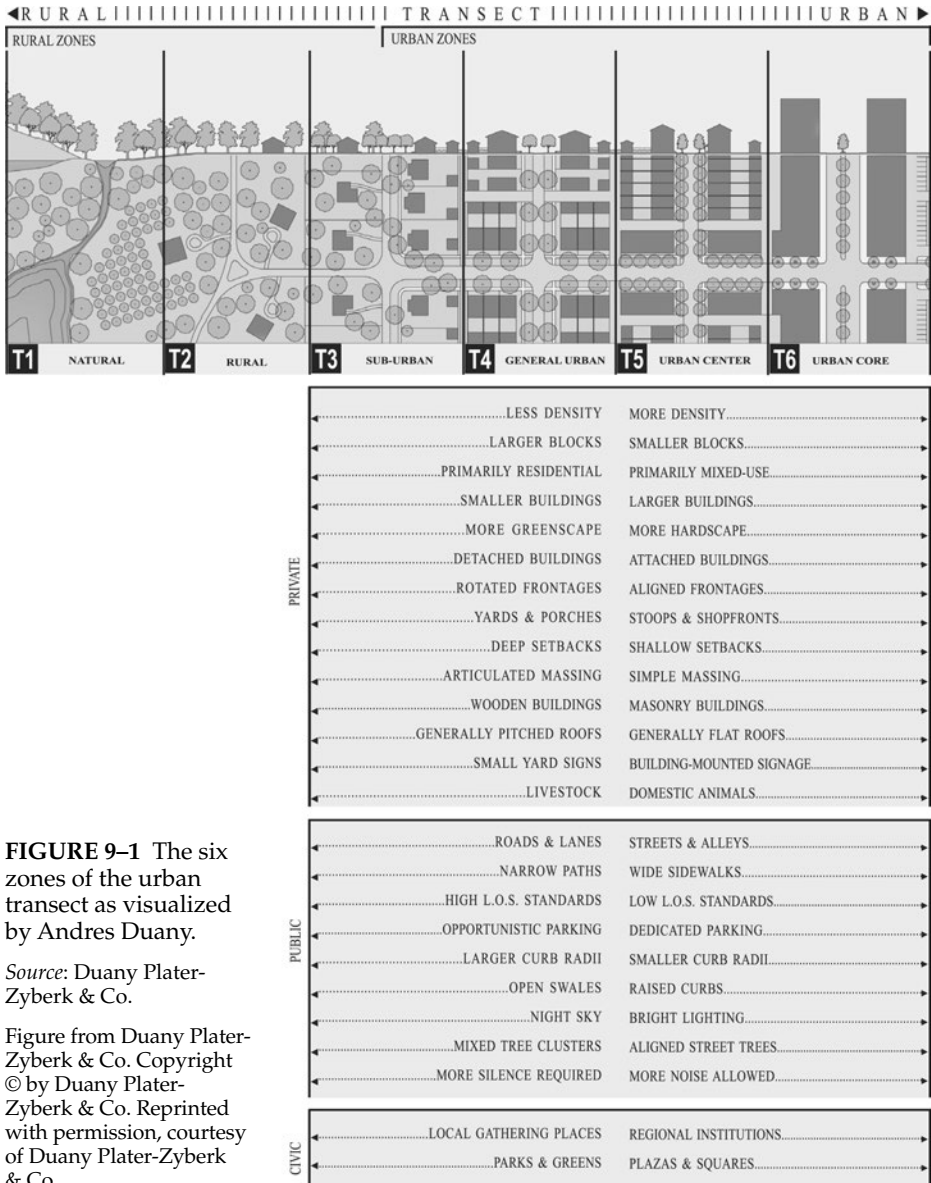 RURAL TRANSECT URBAN
RURAL ZONES URBAN ZONES
T1 NATURAL T2 RURAL T3 SUB-URBAN T4 GENERAL URBAN T5 URBAN CENTER T6 URBAN CORE
PRIVATE
LESS DENSITY MORE DENSITY
LARGER BLOCKS SMALLER BLOCKS
PRIMARILY RESIDENTIAL PRIMARILY MIXED-USE
SMALLER BUILDINGS LARGER BUILDINGS
MORE GREENSCAPE MORE HARDSCAPE
DETACHED BUILDINGS ATTACHED BUILDINGS
ROTATED FRONTAGES ALIGNED FRONTAGES
YARDS & PORCHES STOOPS & SHOPFRONTS
DEEP SETBACKS SHALLOW SETBACKS
ARTICULATED MASSING SIMPLE MASSING
WOODEN BUILDINGS MASONRY BUILDINGS
GENERALLY PITCHED ROOFS GENERALLY FLAT ROOFS
SMALL YARD SIGNS BUILDING-MOUNTED SIGNAGE
LIVESTOCK DOMESTIC ANIMALS
PUBLIC
ROADS & LANES STREETS & ALLEYS
NARROW PATHS WIDE SIDEWALKS
HIGH L.O.S. STANDARDS LOW L.O.S. STANDARDS
OPPORTUNISTIC PARKING DEDICATED PARKING
LARGER CURB RADII SMALLER CURB RADII
OPEN SWALES RAISED CURBS
NIGHT SKY BRIGHT LIGHTING
MIXED TREE CLUSTERS ALIGNED STREET TREES
MORE SILENCE REQUIRED MORE NOISE ALLOWED
CIVIC
LOCAL GATHERING PLACES REGIONAL INSTITUTIONS
PARKS & GREENS PLAZAS & SQUARES
FIGURE 9–1 The six
zones of the urban
transect as visualized
by Andres Duany.
Source: Duany Plater-
Zyberk & Co.
Figure from Duany Plater-
Zyberk & Co. Copyright
© by Duany Plater-
Zyberk & Co. Reprinted
with permission, courtesy
of Duany Plater-Zyberk
& Co.